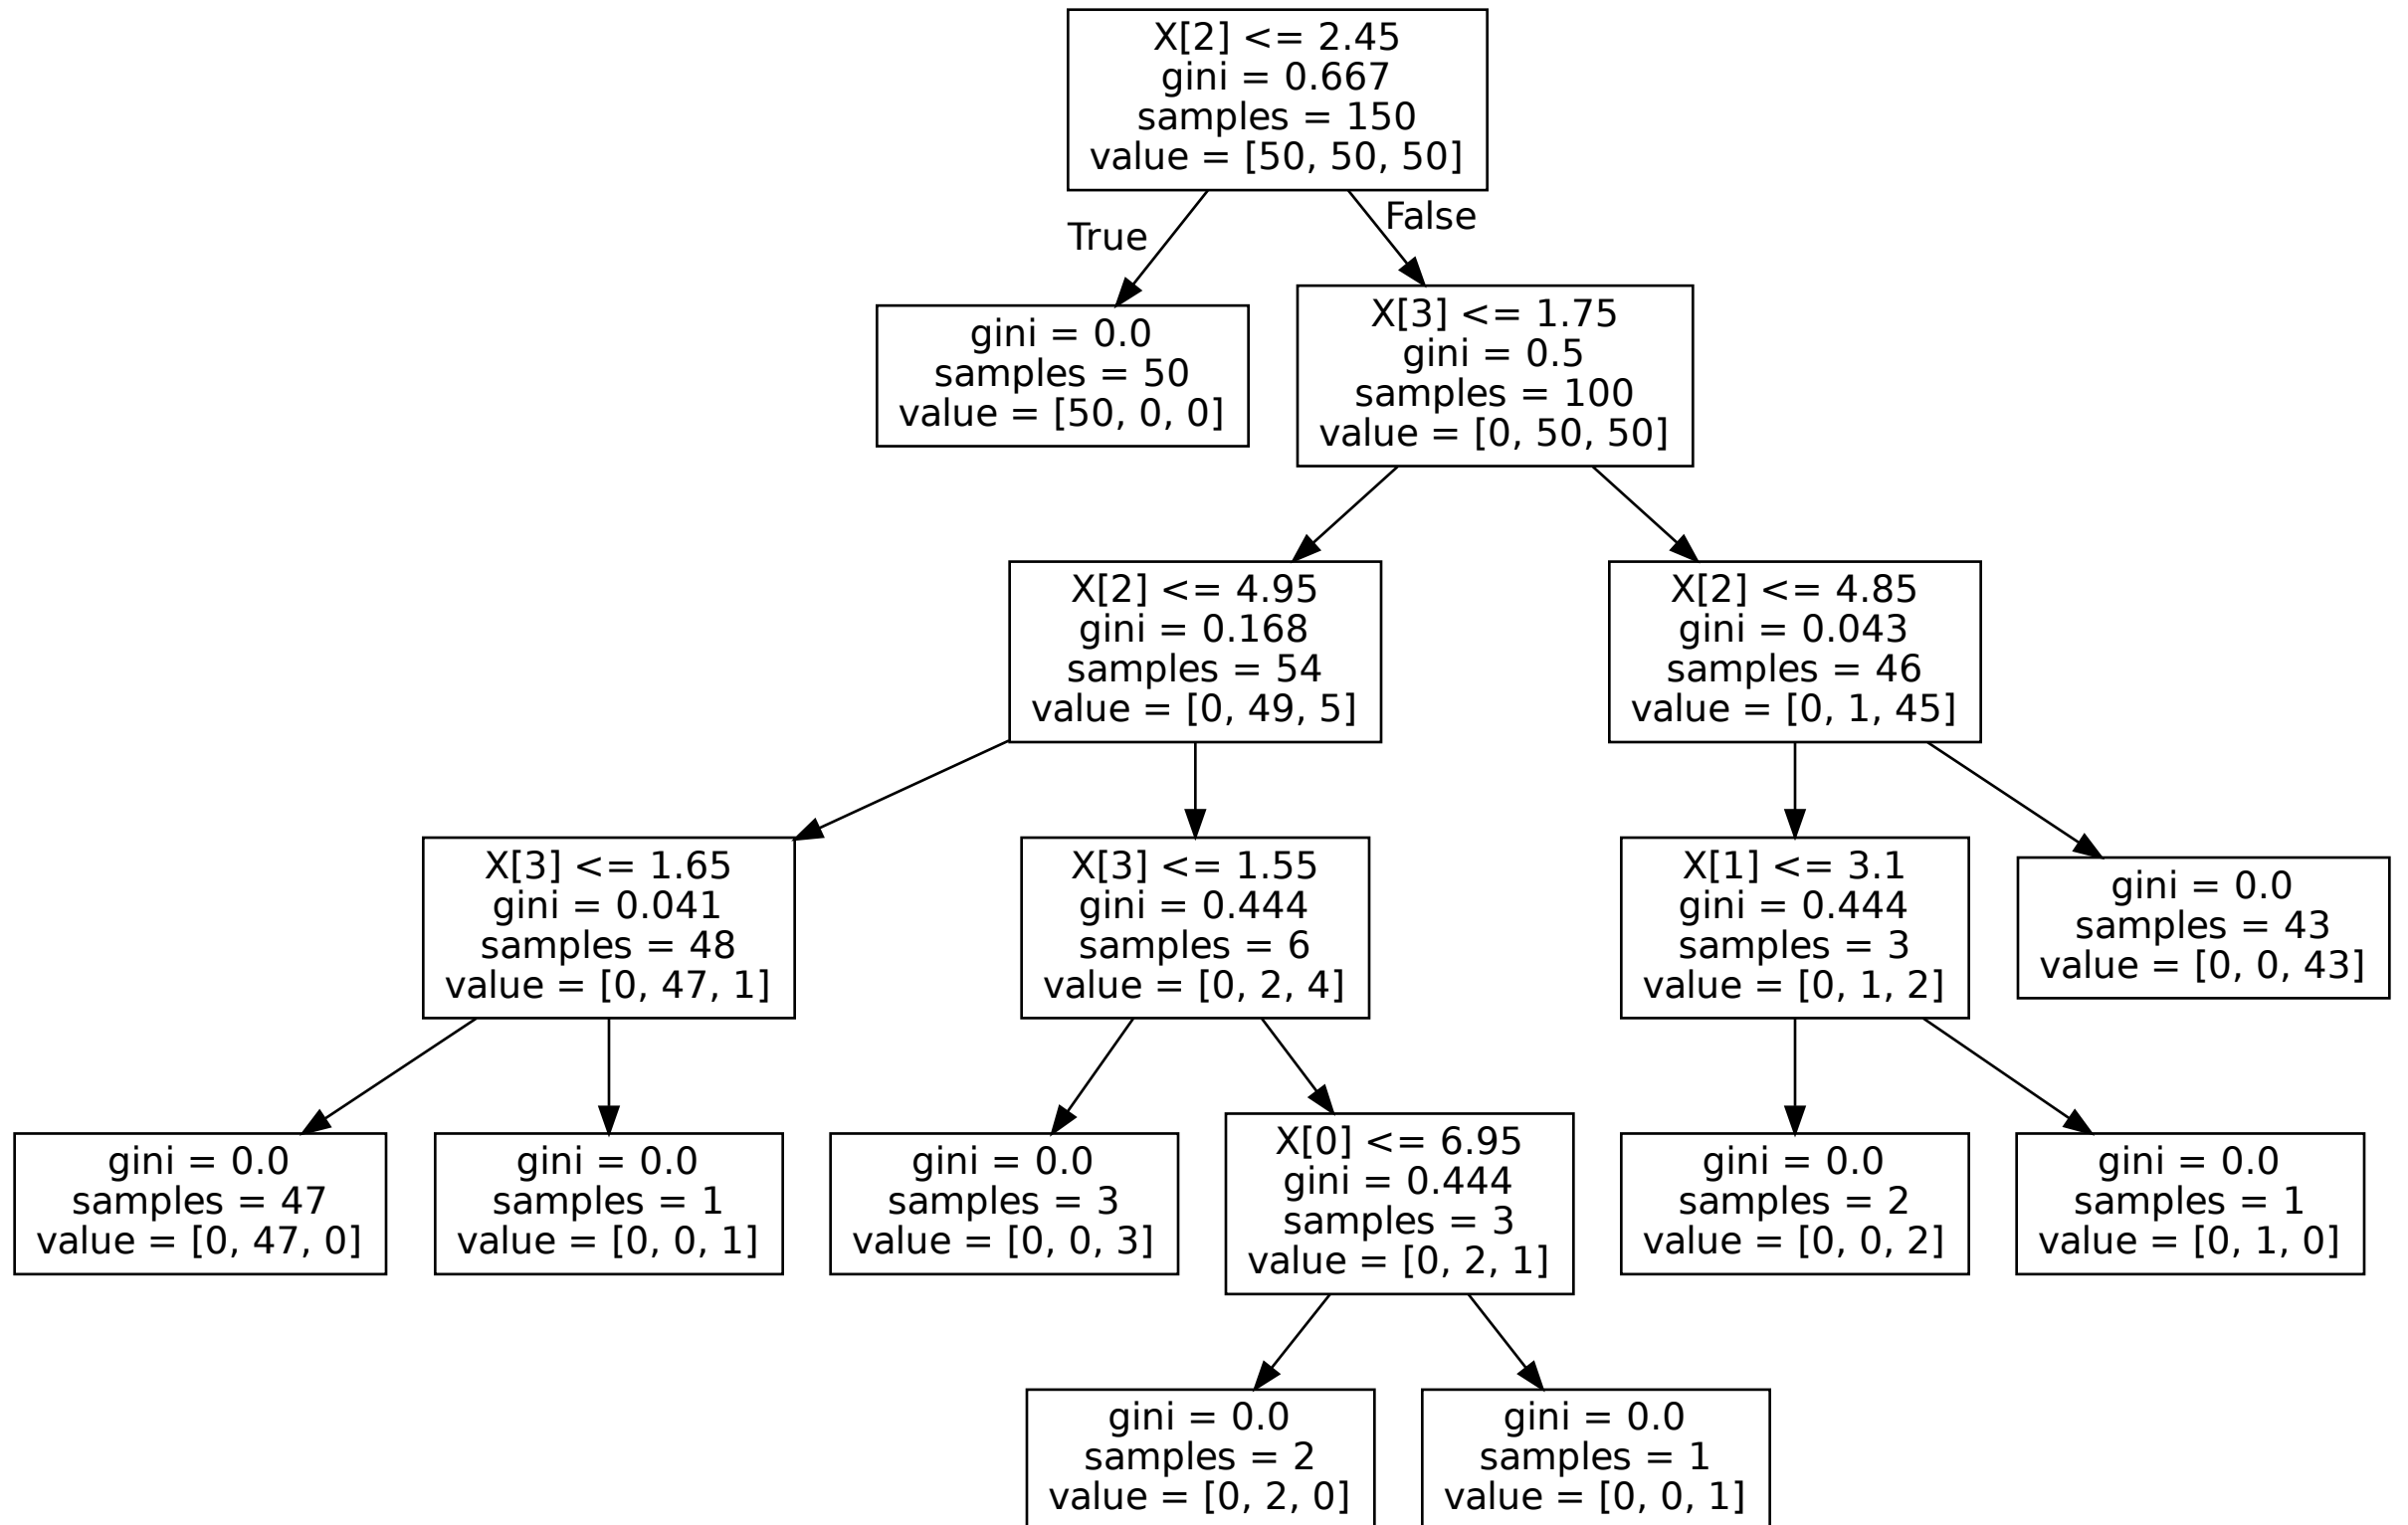 X[2] <= 2.45
gini = 0.667
samples = 150
value = [50, 50, 50]
True
False
gini = 0.0
samples = 50
value = [50, 0, 0]
X[3] <= 1.75
gini = 0.5
samples = 100
value = [0, 50, 50]
X[2] <= 4.95
gini = 0.168
samples = 54
value = [0, 49, 5]
X[2] <= 4.85
gini = 0.043
samples = 46
value = [0, 1, 45]
X[3] <= 1.65
gini = 0.041
samples = 48
value = [0, 47, 1]
X[3] <= 1.55
gini = 0.444
samples = 6
value = [0, 2, 4]
X[1] <= 3.1
gini = 0.444
samples = 3
value = [0, 1, 2]
gini = 0.0
samples = 43
value = [0, 0, 43]
gini = 0.0
samples = 47
value = [0, 47, 0]
gini = 0.0
samples = 1
value = [0, 0, 1]
gini = 0.0
samples = 3
value = [0, 0, 3]
X[0] <= 6.95
gini = 0.444
samples = 3
value = [0, 2, 1]
gini = 0.0
samples = 2
value = [0, 0, 2]
gini = 0.0
samples = 1
value = [0, 1, 0]
gini = 0.0
samples = 2
value = [0, 2, 0]
gini = 0.0
samples = 1
value = [0, 0, 1]